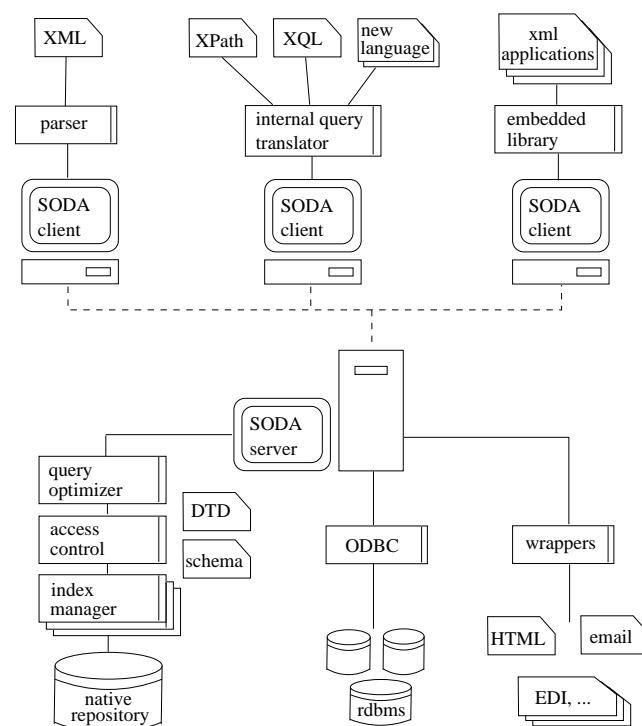 XML
XPath
XQL
new
language
xml
applications
parser
internal query
translator
embedded
library
SODA
client
SODA
client
SODA
client
SODA
server
query
optimizer
DTD
access
control
schema
index
manager
ODBC
wrappers
native
repository
rdbms
HTML
email
EDI, ...